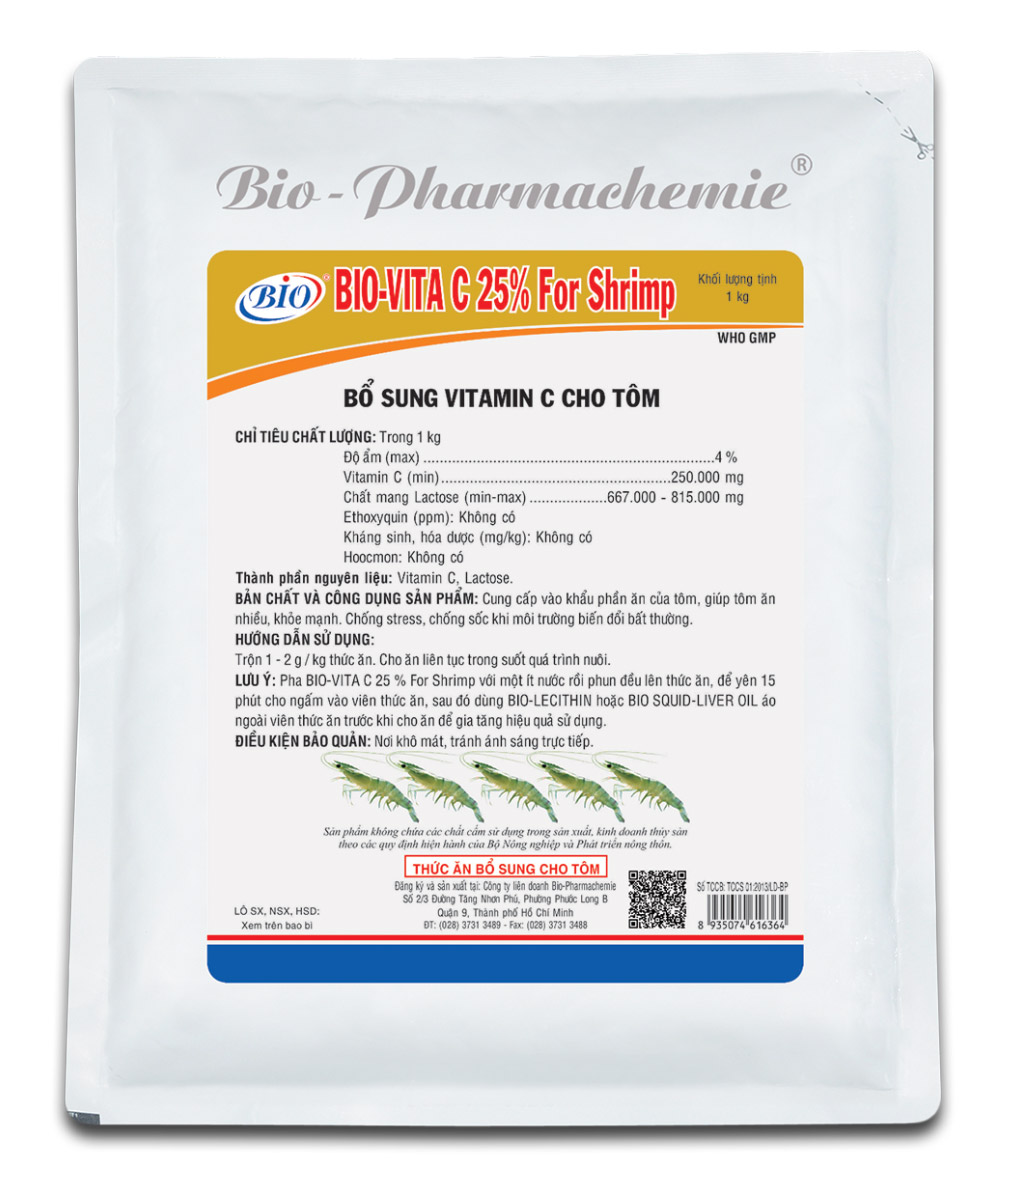 Bio-Pharmachemie®
BIO® BIO-VITA C 25% For Shrimp
Khối lượng tịnh
1 kg
WHO GMP
BỔ SUNG VITAMIN C CHO TÔM
CHỈ TIÊU CHẤT LƯỢNG: Trong 1 kg
Độ ẩm (max) ........................................................................4 %
Vitamin C (min).........................................................250.000 mg
Chất mang Lactose (min-max) ...................667.000 - 815.000 mg
Ethoxyquin (ppm): Không có
Kháng sinh, hóa dược (mg/kg): Không có
Hoocmon: Không có
Thành phần nguyên liệu: Vitamin C, Lactose.
BẢN CHẤT VÀ CÔNG DỤNG SẢN PHẨM: Cung cấp vào khẩu phần ăn của tôm, giúp tôm ăn
nhiều, khỏe mạnh. Chống stress, chống sốc khi môi trường biến đổi bất thường.
HƯỚNG DẪN SỬ DỤNG:
Trộn 1 - 2 g / kg thức ăn. Cho ăn liên tục trong suốt quá trình nuôi.
LƯU Ý: Pha BIO-VITA C 25 % For Shrimp với một ít nước rồi phun đều lên thức ăn, để yên 15
phút cho ngấm vào viên thức ăn, sau đó dùng BIO-LECITHIN hoặc BIO SQUID-LIVER OIL áo
ngoài viên thức ăn trước khi cho ăn để gia tăng hiệu quả sử dụng.
ĐIỀU KIỆN BẢO QUẢN: Nơi khô mát, tránh ánh sáng trực tiếp.
Sản phẩm không chứa các chất cấm sử dụng trong sản xuất, kinh doanh thủy sản
theo các quy định hiện hành của Bộ Nông nghiệp và Phát triển nông thôn.
THỨC ĂN BỔ SUNG CHO TÔM
Đăng ký và sản xuất tại: Công ty liên doanh Bio-Pharmachemie
Số 2/3 Đường Tăng Nhơn Phú, Phường Phước Long B
Quận 9, Thành phố Hồ Chí Minh
ĐT: (028) 3731 3489 - Fax: (028) 3731 3488
LÔ SX, NSX, HSD:
Xem trên bao bì
Số TCCB: TCCS 01:2013/LD-BP
8 935074 616364